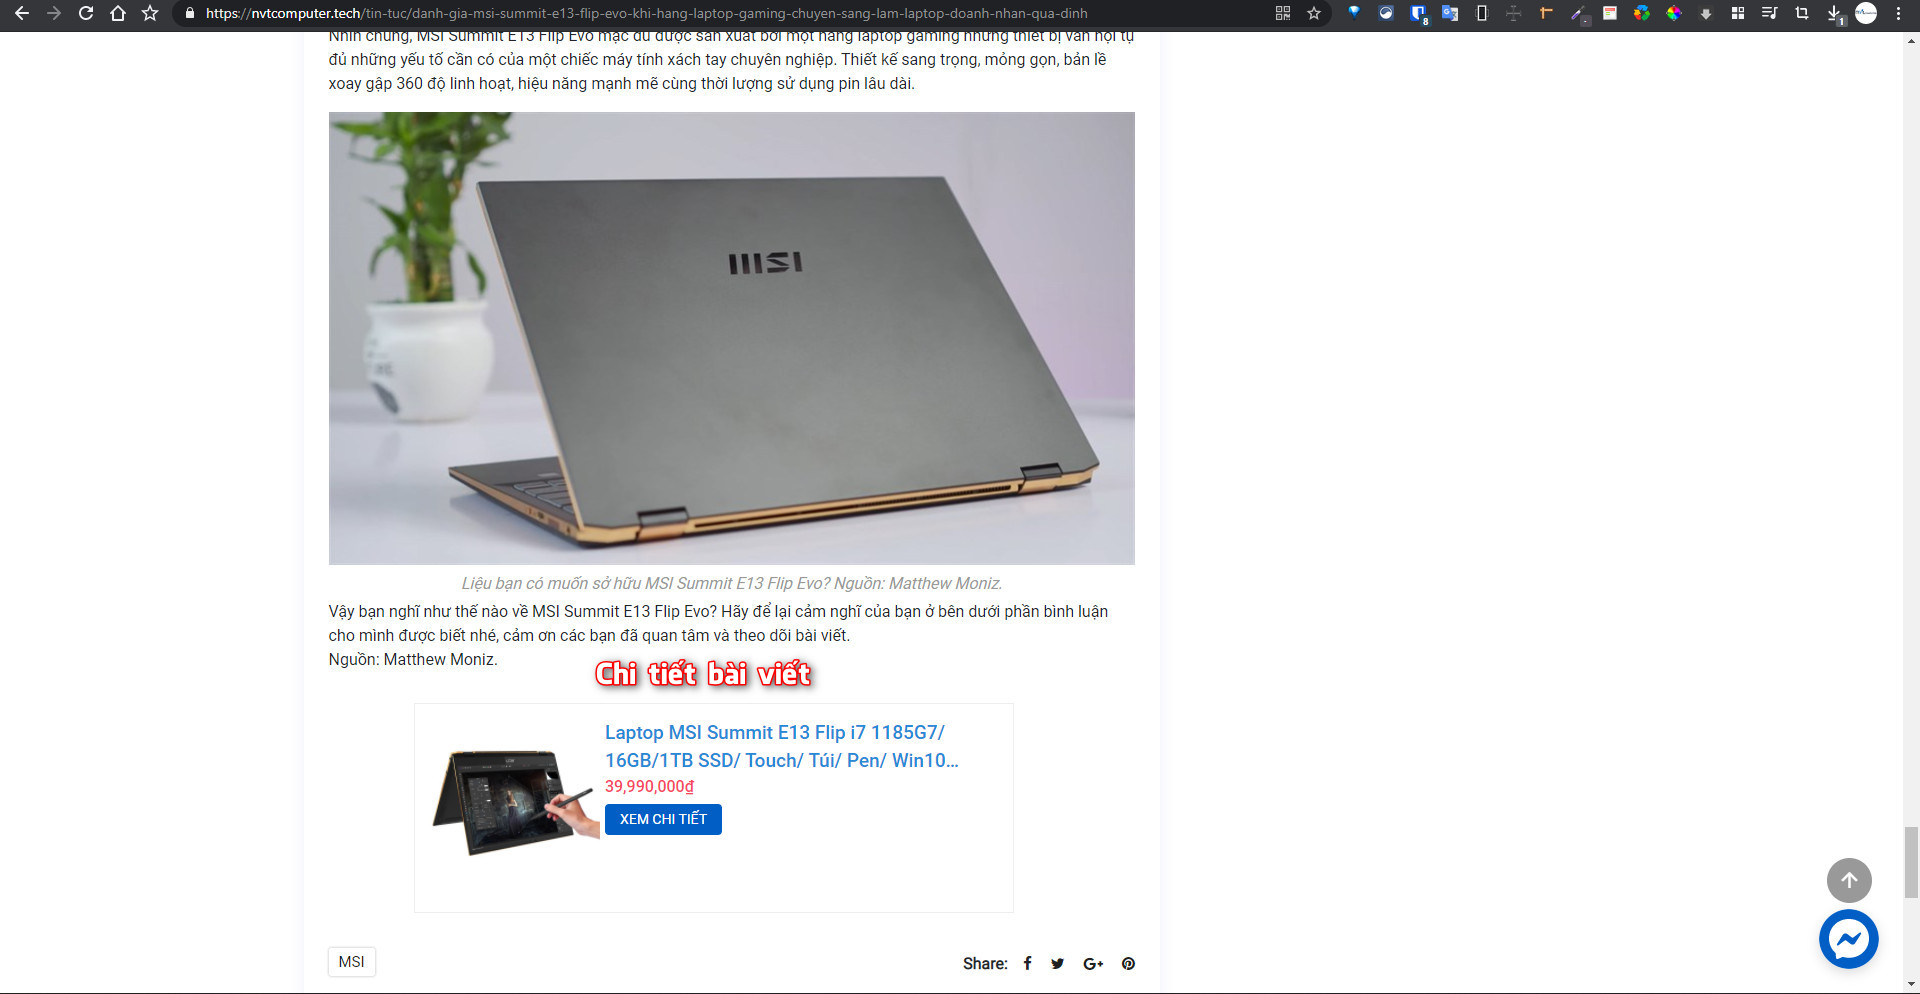 https://nvtcomputer.tech/tin-tuc/danh-gia-msi-summit-e13-flip-evo-khi-hang-laptop-gaming-chuyen-sang-lam-laptop-doanh-nhan-qua-dinh
8
1
Nhìn chung, MSI Summit E13 Flip Evo mặc dù được sản xuất bởi một hãng laptop gaming nhưng thiết bị vẫn hội tụ
đủ những yếu tố cần có của một chiếc máy tính xách tay chuyên nghiệp. Thiết kế sang trọng, mỏng gọn, bản lề
xoay gập 360 độ linh hoạt, hiệu năng mạnh mẽ cùng thời lượng sử dụng pin lâu dài.
msi
Liệu bạn có muốn sở hữu MSI Summit E13 Flip Evo? Nguồn: Matthew Moniz.
Vậy bạn nghĩ như thế nào về MSI Summit E13 Flip Evo? Hãy để lại cảm nghĩ của bạn ở bên dưới phần bình luận
cho mình được biết nhé, cảm ơn các bạn đã quan tâm và theo dõi bài viết.
Nguồn: Matthew Moniz.
Chi tiết bài viết
Laptop MSI Summit E13 Flip i7 1185G7/
16GB/1TB SSD/ Touch/ Túi/ Pen/ Win10...
39,990,000₫
XEM CHI TIẾT
MSI
Share: